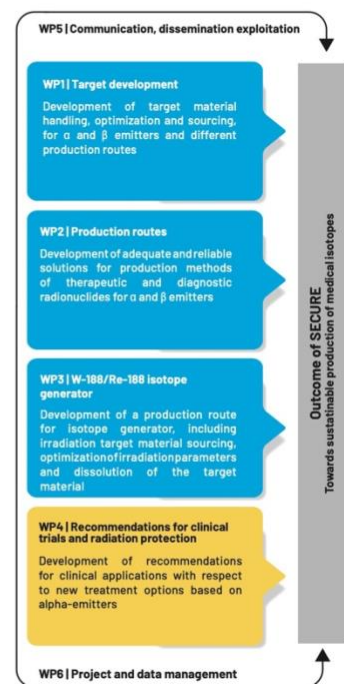 WP5 | Communication, dissemination exploitation
WP1 | Target development
Development of target material
handling, optimization and sourcing,
for α and β emitters and different
production routes
WP2 | Production routes
Development of adequate and reliable
solutions for production methods
of therapeutic and diagnostic
radionuclides for α and β emitters
WP3 | W-188/Re-188 isotope
generator
Development of a production route
for isotope generator, including
irradiation target material sourcing,
optimization of irradiation parameters
and dissolution of the target
material
WP4 | Recommendations for clinical
trials and radiation protection
Development of recommendations
for clinical applications with respect
to new treatment options based on
alpha-emitters
Outcome of SECURE
Towards sustatinable production of medical isotopes
WP6 | Project and data management